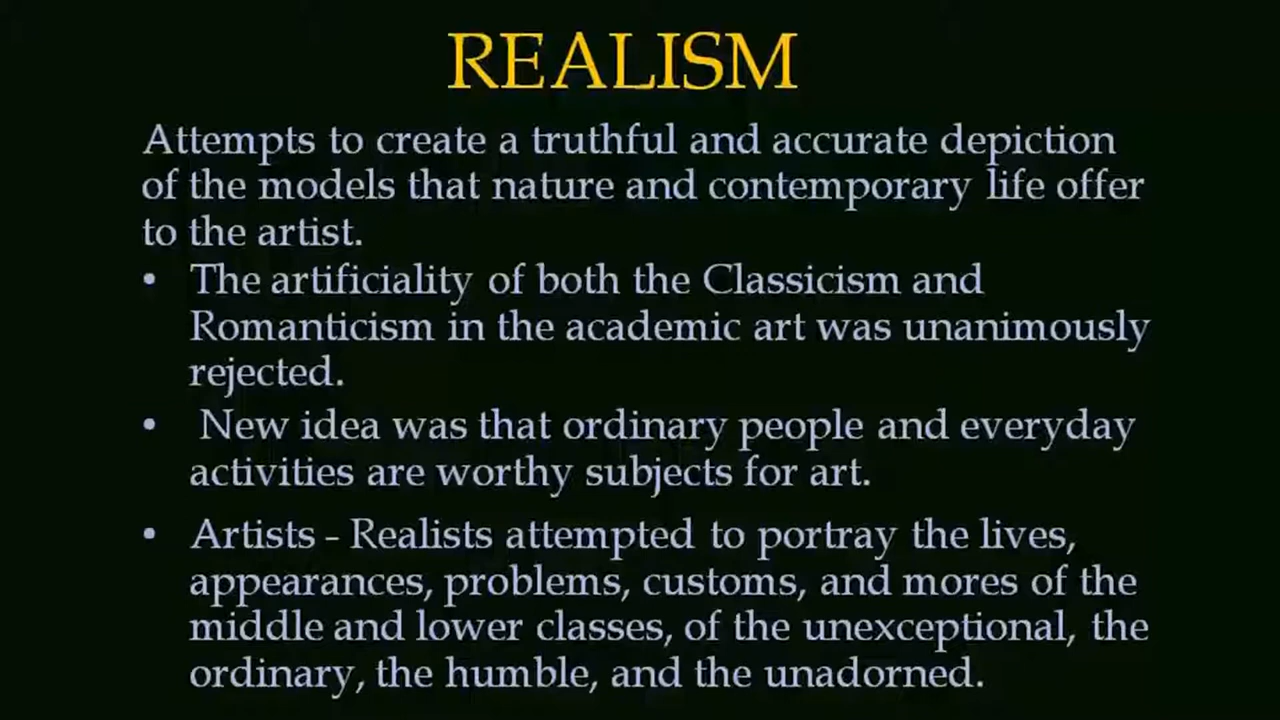 REALISM
Attempts to create a truthful and accurate depiction
of the models that nature and contemporary life offer
to the artist.
• The artificiality of both the Classicism and
Romanticism in the academic art was unanimously
rejected.
• New idea was that ordinary people and everyday
activities are worthy subjects for art.
• Artists - Realists attempted to portray the lives,
appearances, problems, customs, and mores of the
middle and lower classes, of the unexceptional, the
ordinary, the humble, and the unadorned.